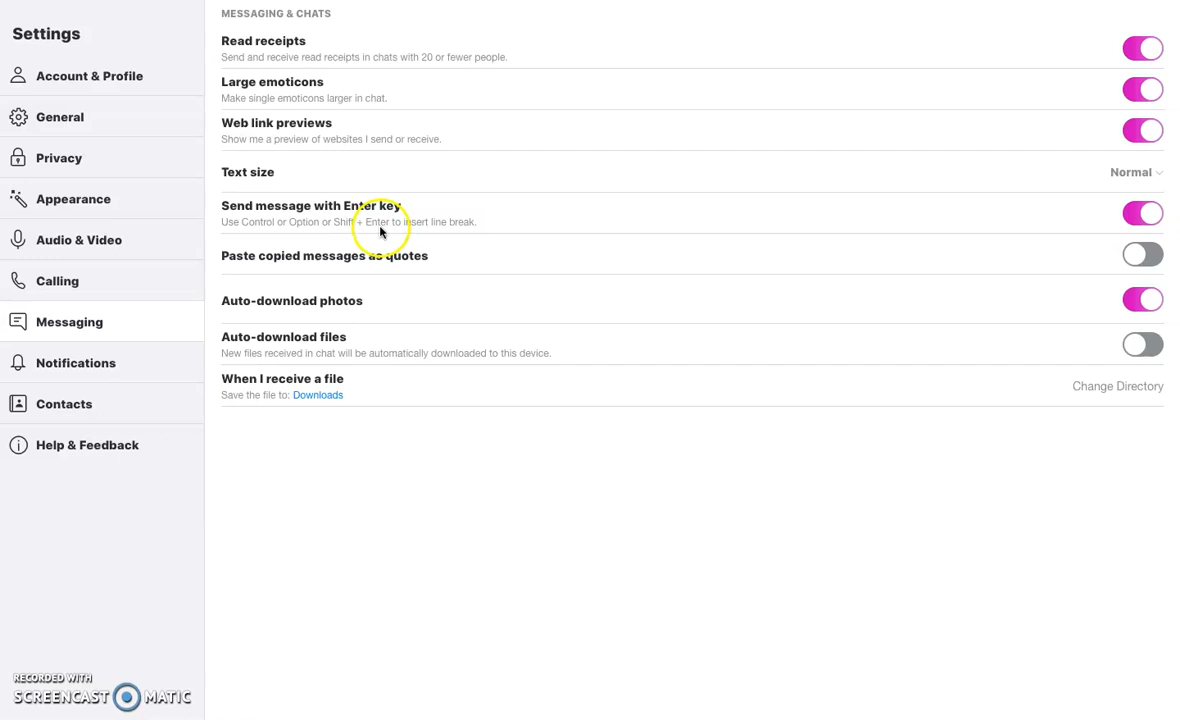 Settings
Account & Profile
General
Privacy
Appearance
Audio & Video
Calling
Messaging
Notifications
Contacts
Help & Feedback
RECORDED WITH
SCREENCAST MATIC
MESSAGING & CHATS
Read receipts
Send and receive read receipts in chats with 20 or fewer people.
Large emoticons
Make single emoticons larger in chat.
Web link previews
Show me a preview of websites I send or receive.
Text size
Normal
Send message with Enter key
Use Control or Option or Shift + Enter to insert line break.
Paste copied messages as quotes
Auto-download photos
Auto-download files
New files received in chat will be automatically downloaded to this device.
When I receive a file
Save the file to: Downloads
Change Directory